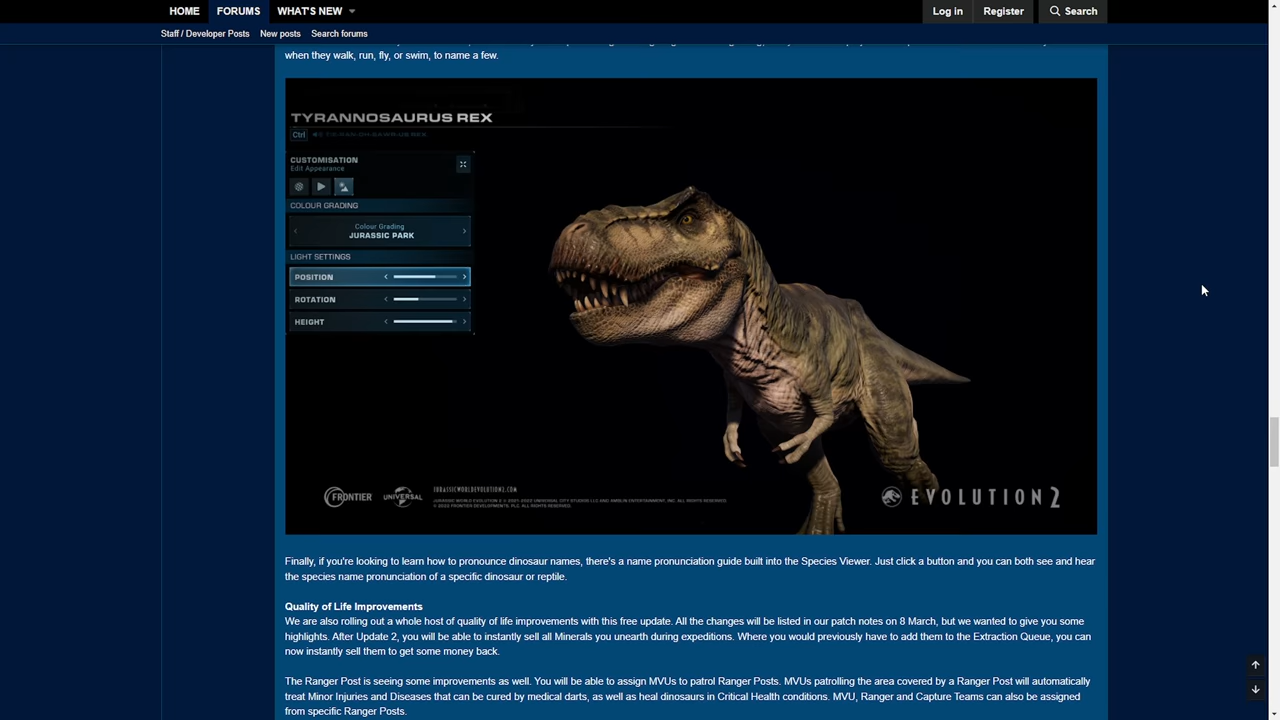 HOME FORUMS WHAT'S NEW Log in Register Search
Staff / Developer Posts New posts Search forums
when they walk, run, fly, or swim, to name a few.
TYRANNOSAURUS REX
Ctrl
CUSTOMISATION
Edit Appearance
COLOUR GRADING
Colour Grading
JURASSIC PARK
LIGHT SETTINGS
POSITION
ROTATION
HEIGHT
FRONTIER UNIVERSAL JURASSICWORLDEVOLUTION2.COM
EVOLUTION 2
Finally, if you're looking to learn how to pronounce dinosaur names, there's a name pronunciation guide built into the Species Viewer. Just click a button and you can both see and hear
the species name pronunciation of a specific dinosaur or reptile.
Quality of Life Improvements
We are also rolling out a whole host of quality of life improvements with this free update. All the changes will be listed in our patch notes on 8 March, but we wanted to give you some
highlights. After Update 2, you will be able to instantly sell all Minerals you unearth during expeditions. Where you would previously have to add them to the Extraction Queue, you can
now instantly sell them to get some money back.
The Ranger Post is seeing some improvements as well. You will be able to assign MVUs to patrol Ranger Posts. MVUs patrolling the area covered by a Ranger Post will automatically
treat Minor Injuries and Diseases that can be cured by medical darts, as well as heal dinosaurs in Critical Health conditions. MVU, Ranger and Capture Teams can also be assigned
from specific Ranger Posts.